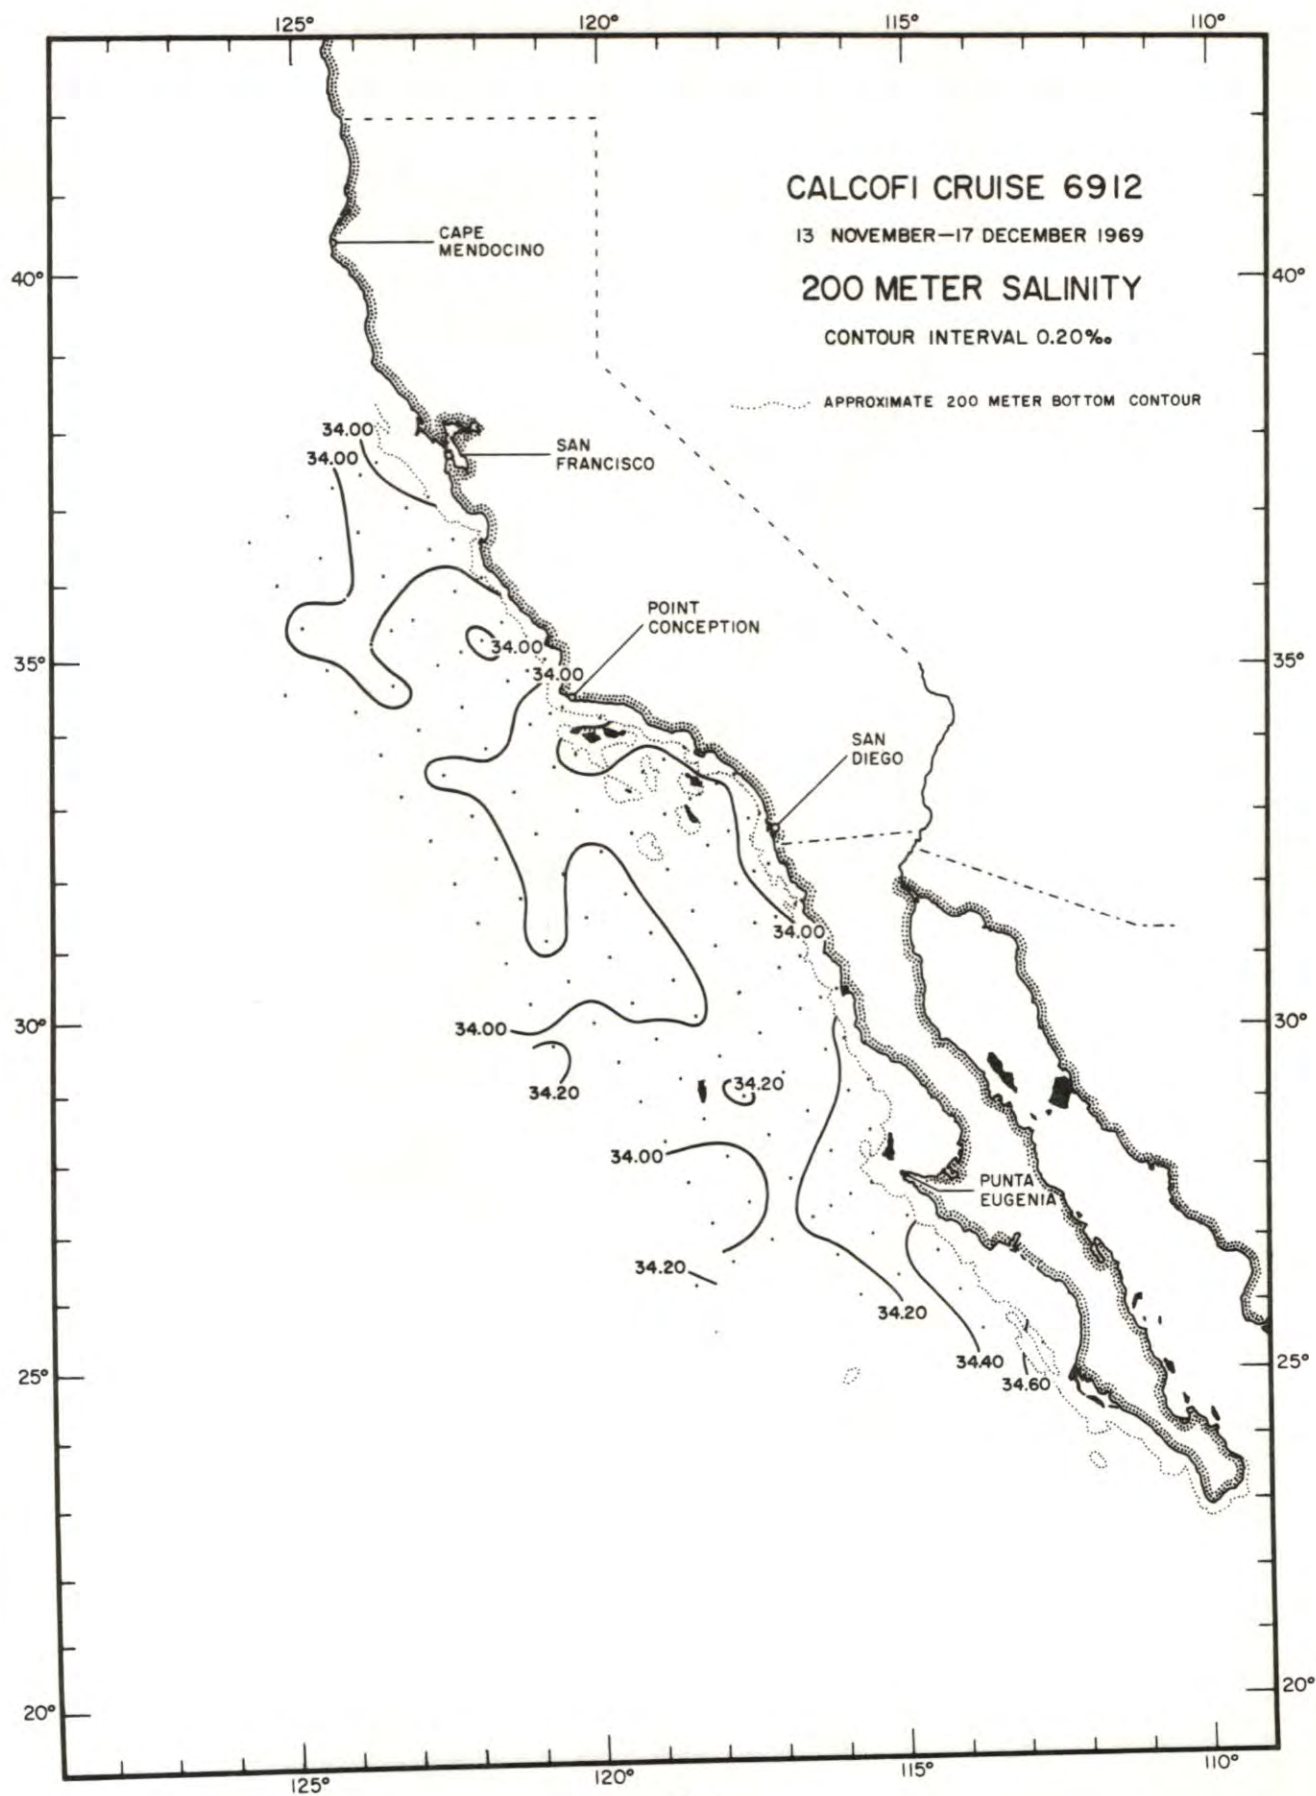 125°
120°
115°
110°
CALCOFI CRUISE 6912
13 NOVEMBER–17 DECEMBER 1969
200 METER SALINITY
CONTOUR INTERVAL 0.20‰
APPROXIMATE 200 METER BOTTOM CONTOUR
CAPE
MENDOCINO
40°
40°
34.00
34.00
SAN
FRANCISCO
POINT
CONCEPTION
34.00
35°
35°
34.00
SAN
DIEGO
34.00
30°
34.00
30°
34.20
34.20
34.00
PUNTA
EUGENIA
34.20
34.20
34.40
34.60
25°
25°
20°
20°
125°
120°
115°
110°